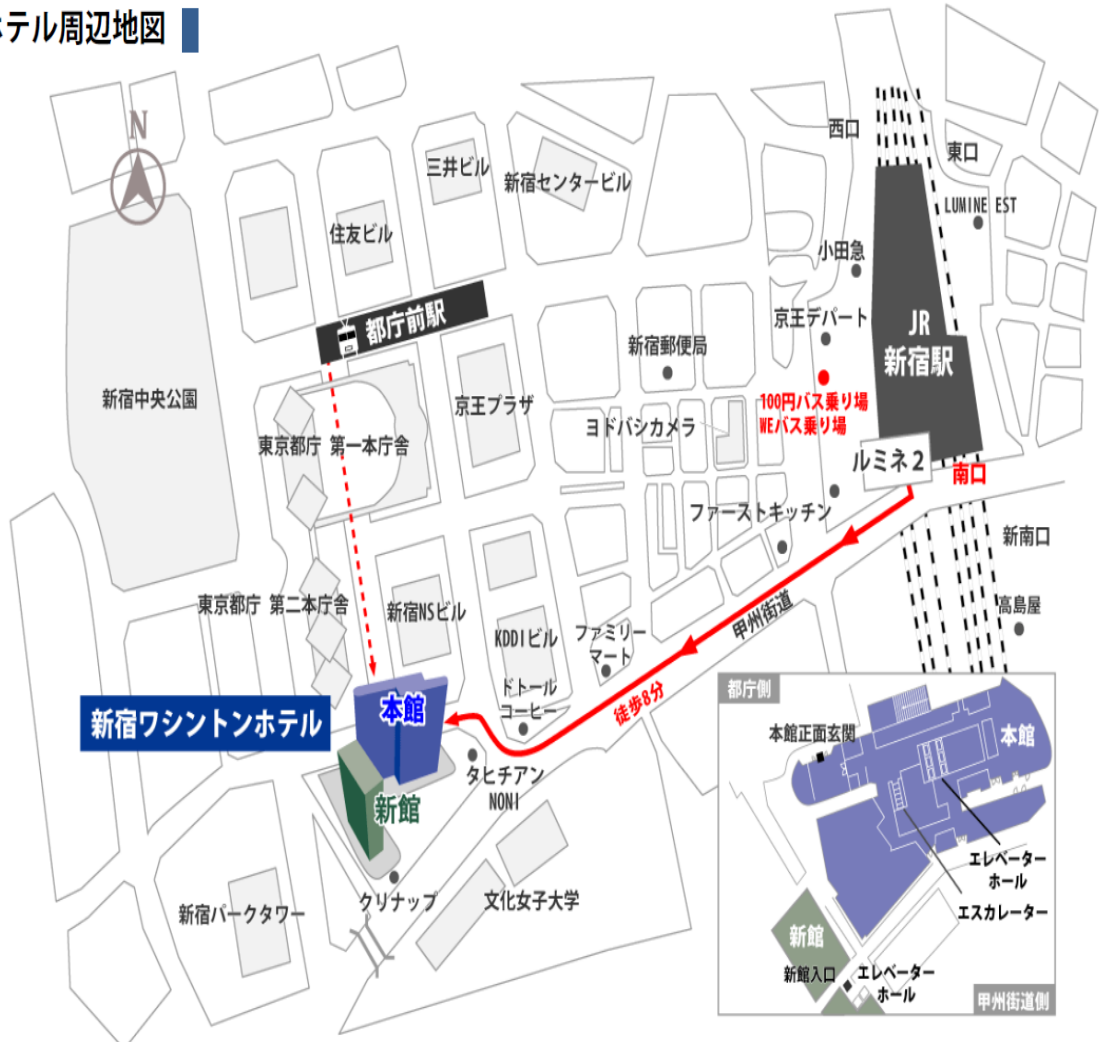 ホテル周辺地図
N
西口
東口
三井ビル
新宿センタービル
LUMINE EST
住友ビル
小田急
都庁前駅
京王デパート
JR
新宿駅
新宿郵便局
新宿中央公園
京王プラザ
100円バス乗り場
WEバス乗り場
ヨドバシカメラ
東京都庁 第一本庁舎
ルミネ2
南口
ファーストキッチン
新南口
東京都庁 第二本庁舎
新宿NSビル
甲州街道
高島屋
KDDIビル
ファミリー
マート
徒歩8分
ドトール
コーヒー
新宿ワシントンホテル
本館
タヒチアン
NONI
新館
クリナップ
文化女子大学
新宿パークタワー
都庁側
本館正面玄関
本館
エレベーター
ホール
エスカレーター
新館
新館入口
エレベーター
ホール
甲州街道側